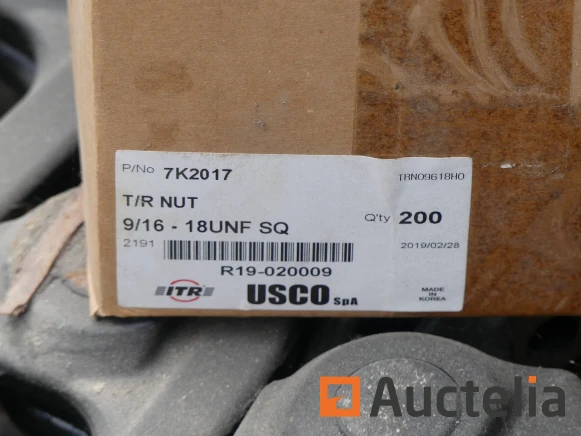 P/No 7K2017 TRNO9618HO
T/R NUT
9/16 - 18UNF SQ Q'ty 200
2191 2019/02/28
R19-020009
ITR USCO SpA MADE IN KOREA
Auctelia